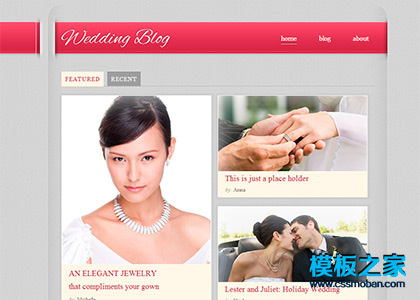 Wedding Blog
home blog about
FEATURED RECENT
AN ELEGANT JEWELRY
that compliments your gown
by Michelle
This is just a place holder
by Anna
Lester and Juliet: Holiday Wedding
模板之家
www.cssmoban.com